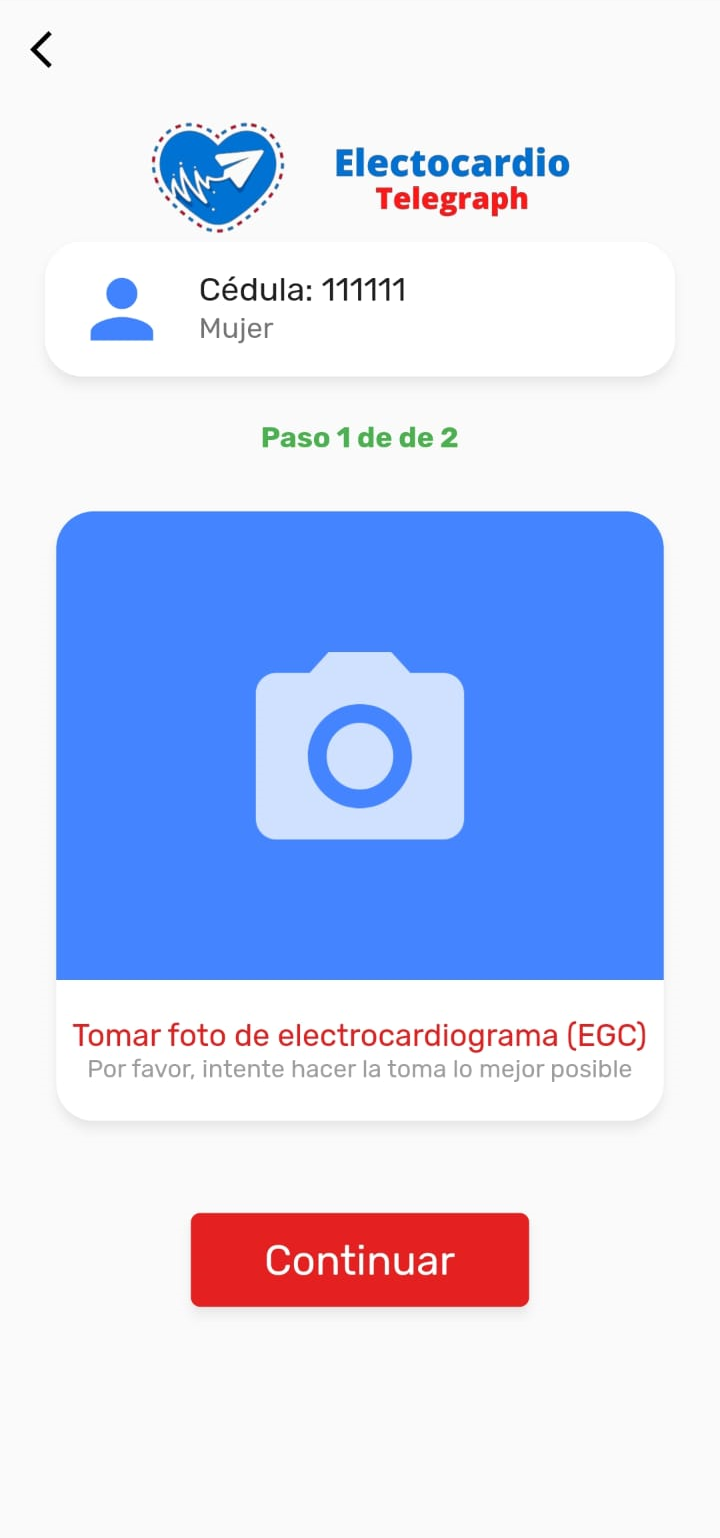 Electocardio
Telegraph
Cédula: 111111
Mujer
Paso 1 de de 2
Tomar foto de electrocardiograma (EGC)
Por favor, intente hacer la toma lo mejor posible
Continuar